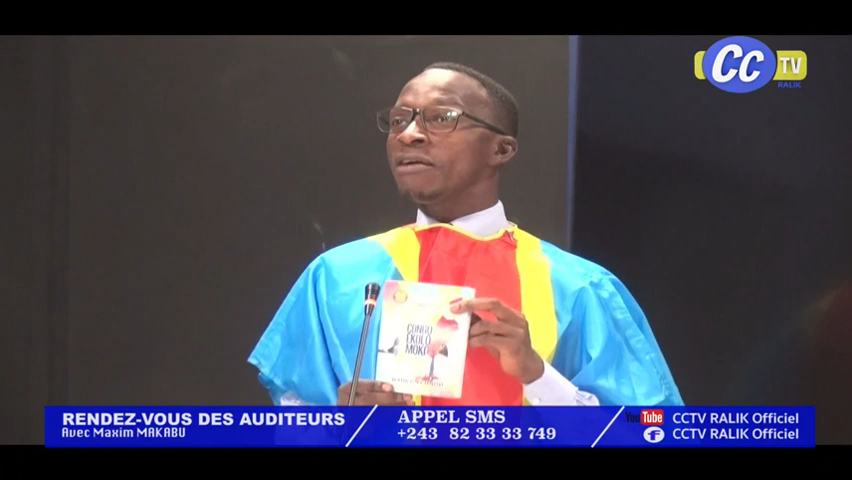 CC TV
RALIK
CONGO
EKOLO
MOKO
RENDEZ-VOUS DES AUDITEURS
Avec Maxim MAKABU
APPEL SMS
+243 82 33 33 749
YouTube CCTV RALIK Officiel
f CCTV RALIK Officiel